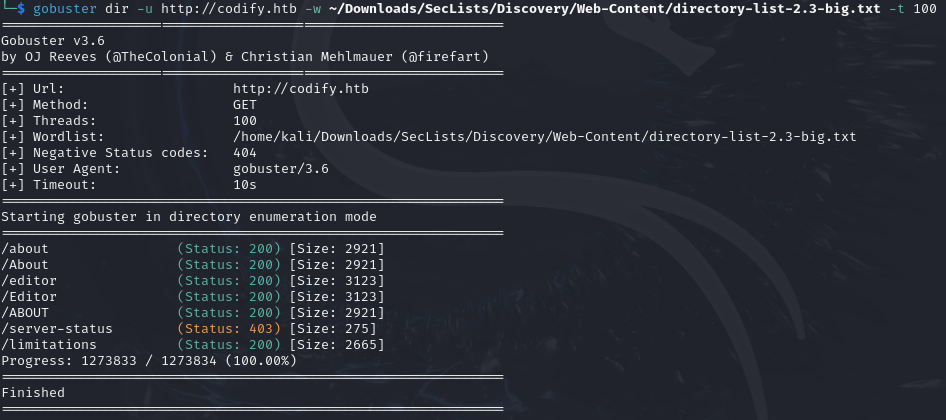 └─$ gobuster dir -u http://codify.htb -w ~/Downloads/SecLists/Discovery/Web-Content/directory-list-2.3-big.txt -t 100
===============================================================
Gobuster v3.6
by OJ Reeves (@TheColonial) & Christian Mehlmauer (@firefart)
===============================================================
[+] Url:                     http://codify.htb
[+] Method:                  GET
[+] Threads:                 100
[+] Wordlist:                /home/kali/Downloads/SecLists/Discovery/Web-Content/directory-list-2.3-big.txt
[+] Negative Status codes:   404
[+] User Agent:              gobuster/3.6
[+] Timeout:                 10s
===============================================================
Starting gobuster in directory enumeration mode
===============================================================
/about                (Status: 200) [Size: 2921]
/About                (Status: 200) [Size: 2921]
/editor               (Status: 200) [Size: 3123]
/Editor               (Status: 200) [Size: 3123]
/ABOUT                (Status: 200) [Size: 2921]
/server-status        (Status: 403) [Size: 275]
/limitations          (Status: 200) [Size: 2665]
Progress: 1273833 / 1273834 (100.00%)
===============================================================
Finished
===============================================================